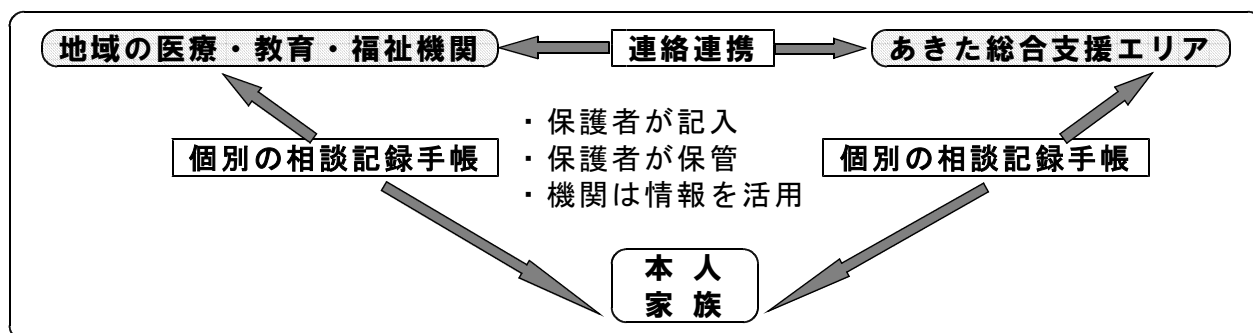 地域の医療・教育・福祉機関
連絡連携
あきた総合支援エリア
・保護者が記入
個別の相談記録手帳
・保護者が保管
個別の相談記録手帳
・機関は情報を活用
本人
家族